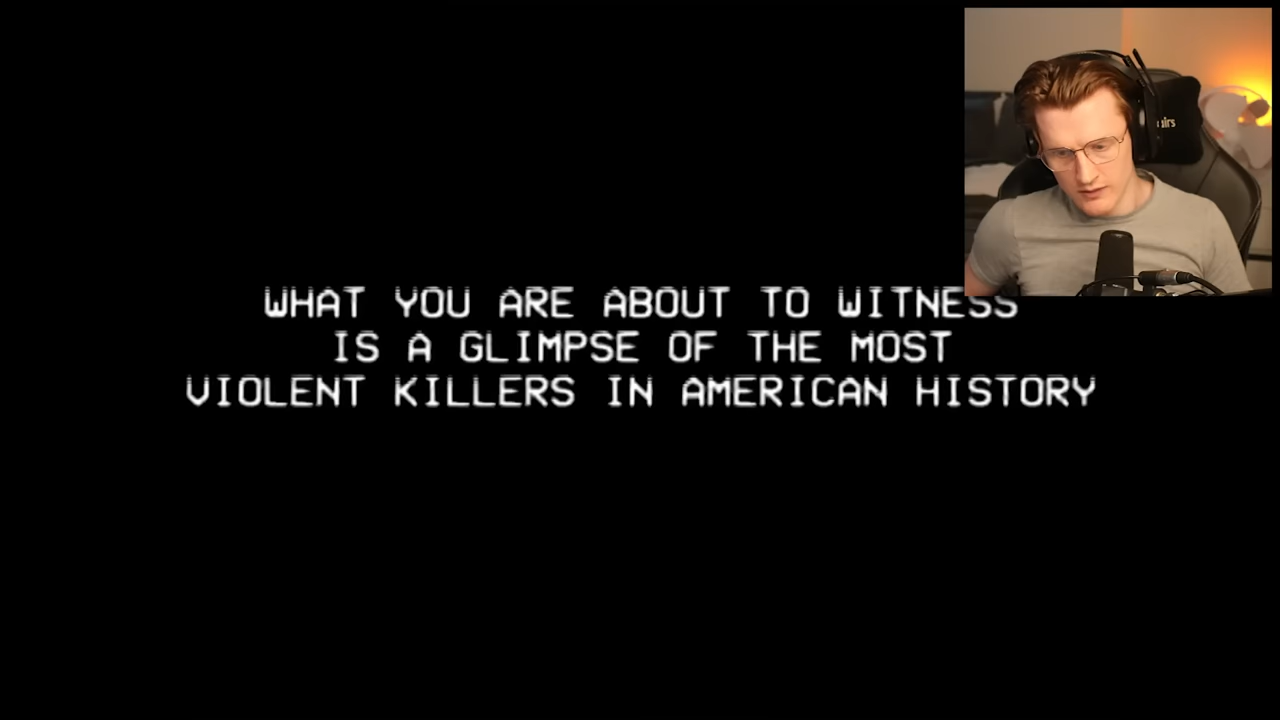 WHAT YOU ARE ABOUT TO WITNESS
IS A GLIMPSE OF THE MOST
VIOLENT KILLERS IN AMERICAN HISTORY